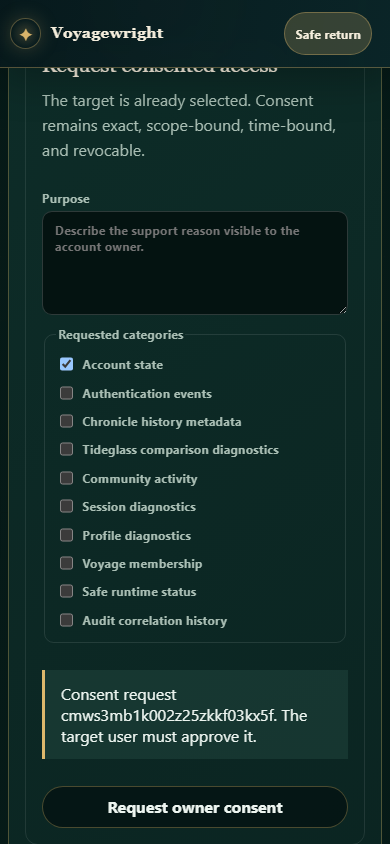 Voyagewright
Safe return
Request consented access
The target is already selected. Consent
remains exact, scope-bound, time-bound,
and revocable.
Purpose
Describe the support reason visible to the
account owner.
Requested categories
Account state
Authentication events
Chronicle history metadata
Tideglass comparison diagnostics
Community activity
Session diagnostics
Profile diagnostics
Voyage membership
Safe runtime status
Audit correlation history
Consent request
cmws3mb1k002z25zkkf03kx5f. The
target user must approve it.
Request owner consent